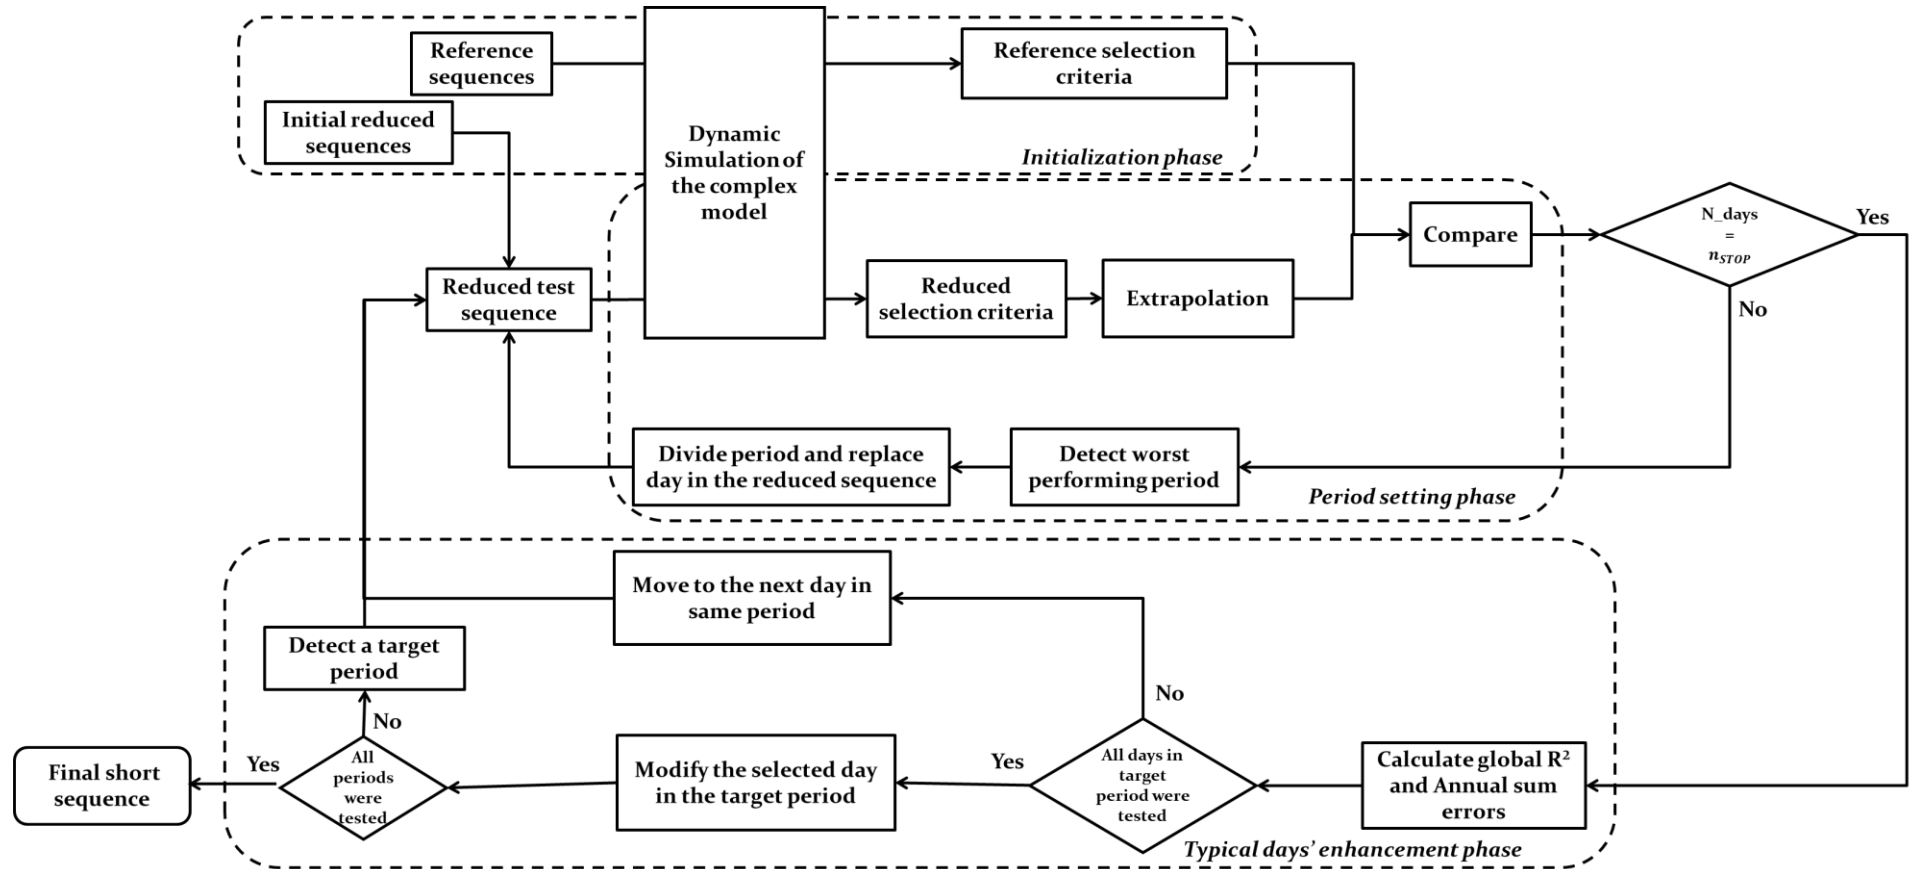 Reference
sequences
Reference selection
criteria
Initial reduced
sequences
Dynamic
Simulation of
the complex
model
Initialization phase
Compare
N_days
=
nSTOP
Yes
No
Reduced test
sequence
Reduced
selection criteria
Extrapolation
Divide period and replace
day in the reduced sequence
Detect worst
performing period
Period setting phase
Move to the next day in
same period
Detect a target
period
No
No
Final short
sequence
Yes
All
periods
were
tested
Modify the selected day
in the target period
Yes
All days in
target
period were
tested
Calculate global R²
and Annual sum
errors
Typical days’ enhancement phase